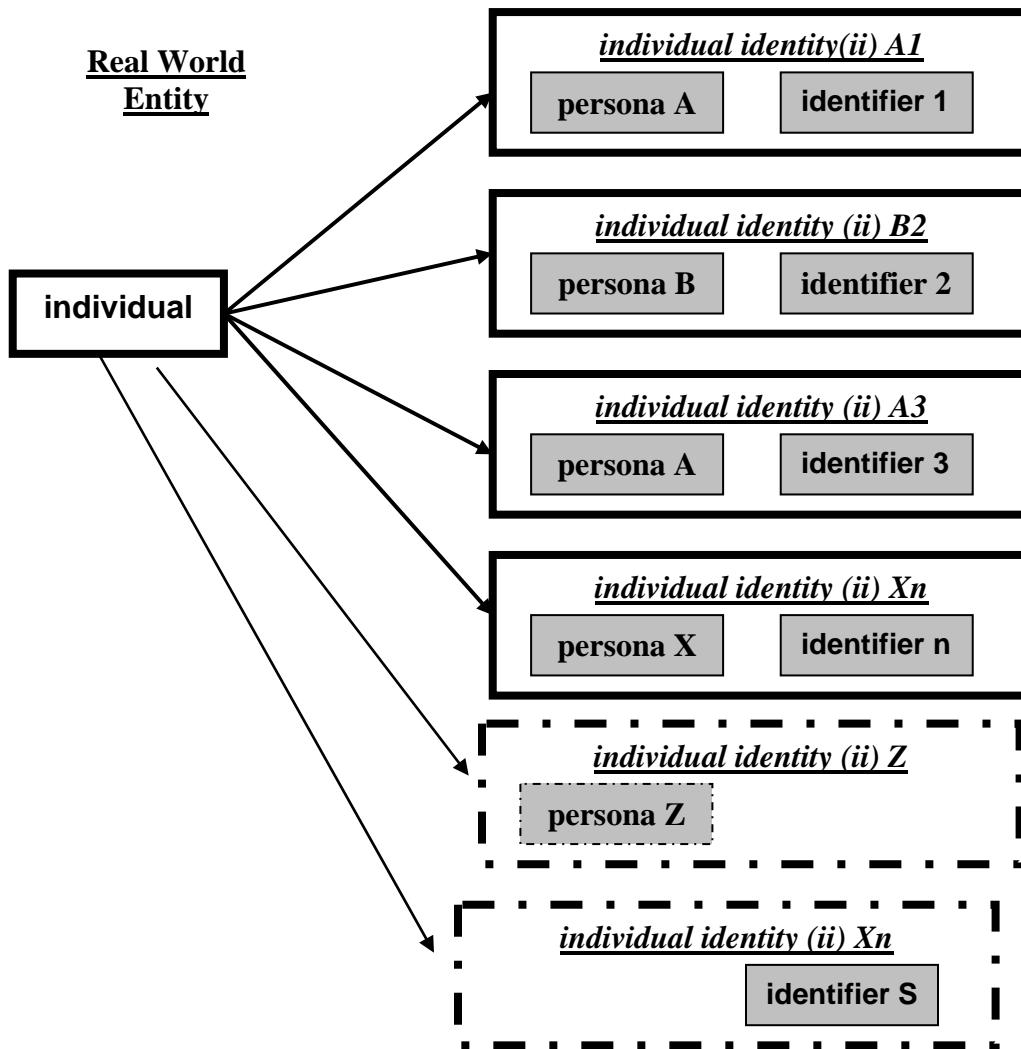 Real World
Entity
individual
individual identity(ii) A1
persona A identifier 1
individual identity (ii) B2
persona B identifier 2
individual identity (ii) A3
persona A identifier 3
individual identity (ii) Xn
persona X identifier n
individual identity (ii) Z
persona Z
individual identity (ii) Xn
identifier S